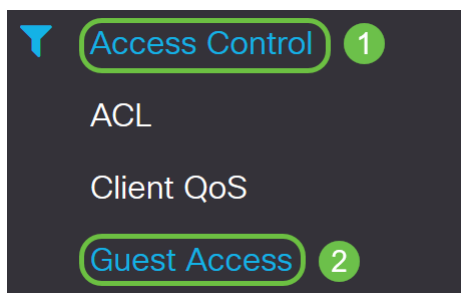 Access Control 1
ACL
Client QoS
Guest Access 2